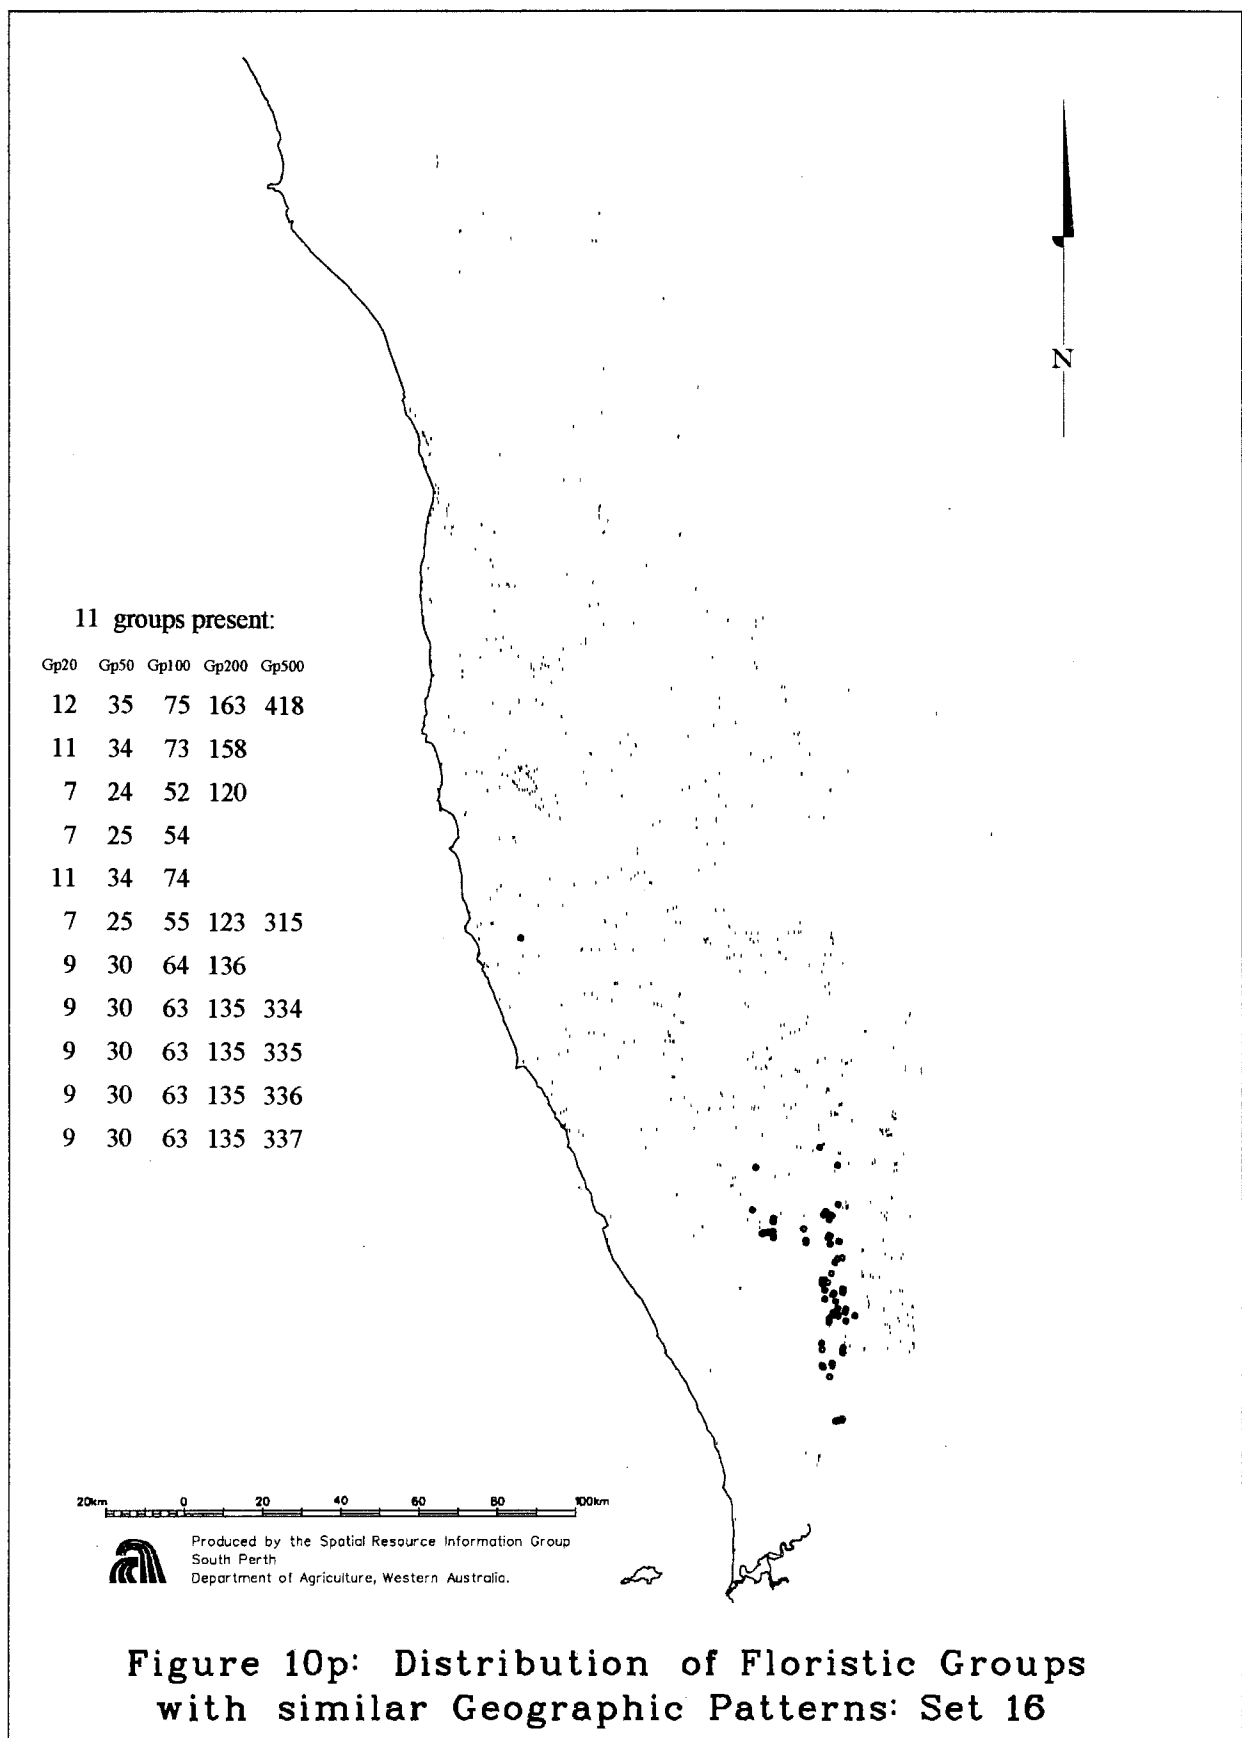 N
11 groups present:
Gp20 Gp50 Gp100 Gp200 Gp500
12 35 75 163 418
11 34 73 158
7 24 52 120
7 25 54
11 34 74
7 25 55 123 315
9 30 64 136
9 30 63 135 334
9 30 63 135 335
9 30 63 135 336
9 30 63 135 337
20km 0 20 40 60 80 100km
Produced by the Spatial Resource Information Group
South Perth
Department of Agriculture, Western Australia.
Figure 10p: Distribution of Floristic Groups
with similar Geographic Patterns: Set 16